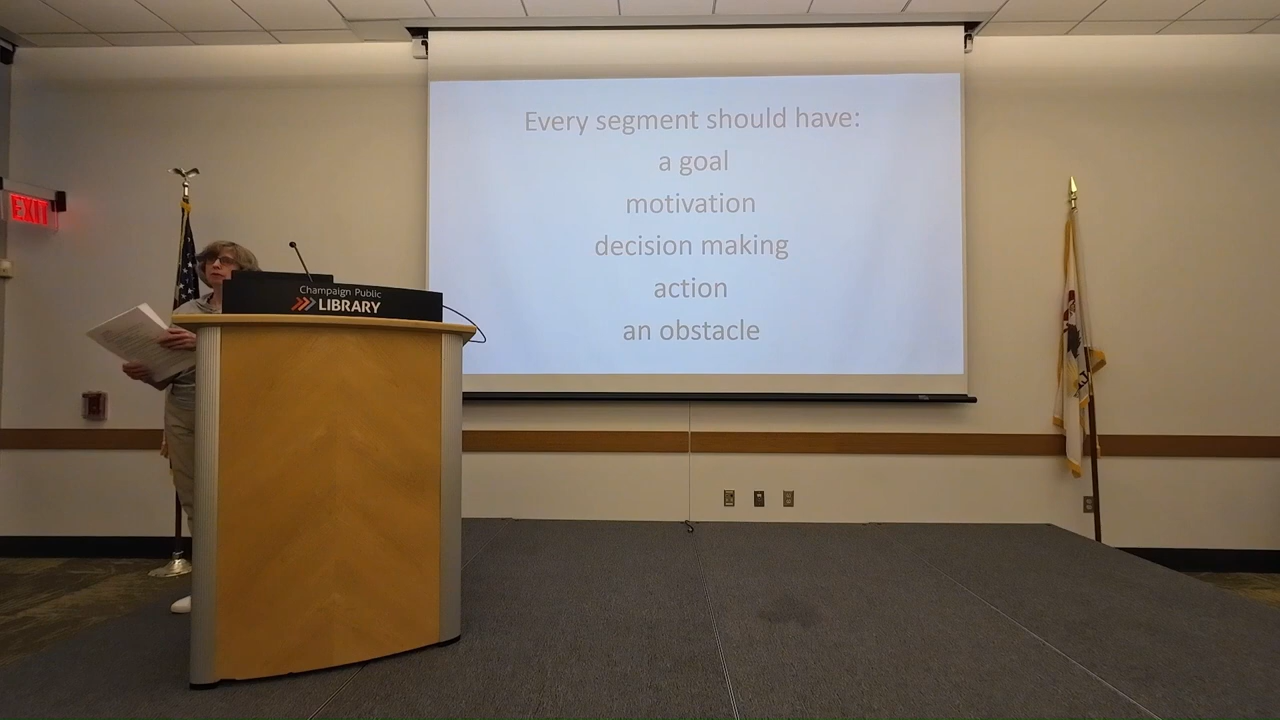 Every segment should have:
a goal
motivation
decision making
action
an obstacle
EXIT
Champaign Public
LIBRARY